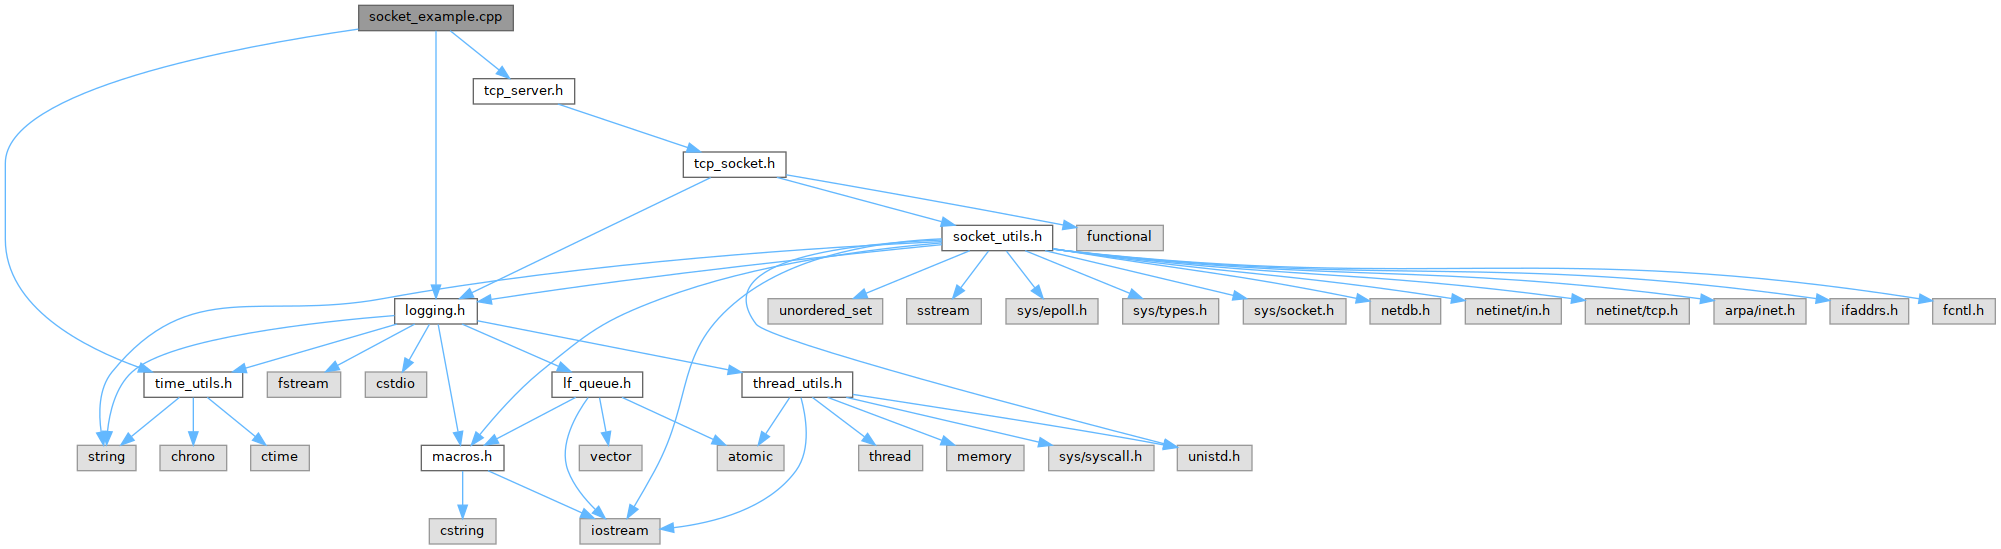 socket_example.cpp
tcp_server.h
tcp_socket.h
socket_utils.h
functional
logging.h
unordered_set
sstream
sys/epoll.h
sys/types.h
sys/socket.h
netdb.h
netinet/in.h
netinet/tcp.h
arpa/inet.h
ifaddrs.h
fcntl.h
time_utils.h
fstream
cstdio
lf_queue.h
thread_utils.h
string
chrono
ctime
macros.h
vector
atomic
thread
memory
sys/syscall.h
unistd.h
cstring
iostream